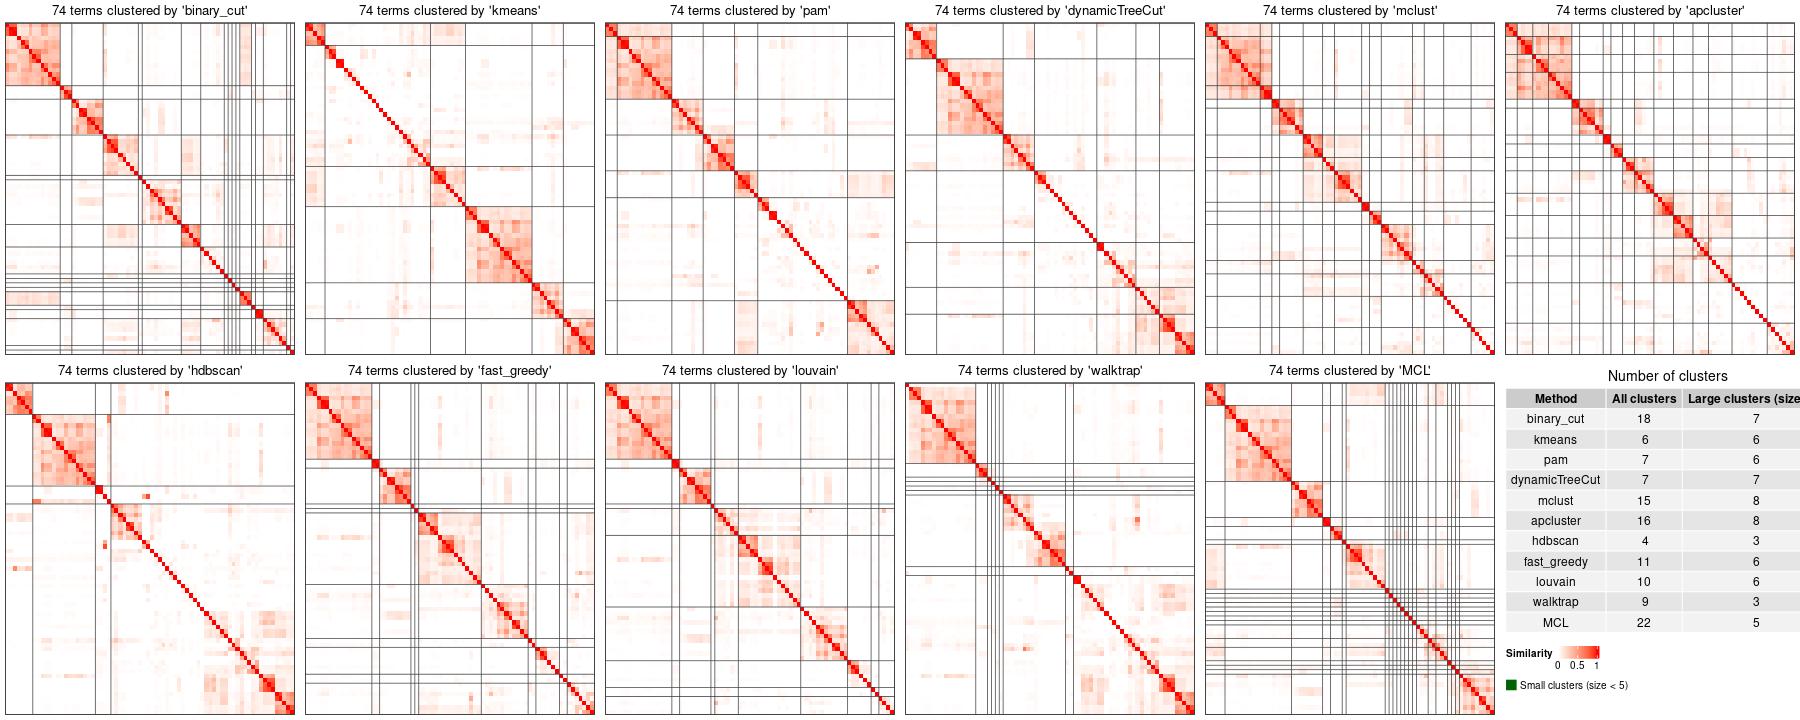 74 terms clustered by 'binary_cut'
74 terms clustered by 'kmeans'
74 terms clustered by 'pam'
74 terms clustered by 'dynamicTreeCut'
74 terms clustered by 'mclust'
74 terms clustered by 'apcluster'
74 terms clustered by 'hdbscan'
74 terms clustered by 'fast_greedy'
74 terms clustered by 'louvain'
74 terms clustered by 'walktrap'
74 terms clustered by 'MCL'
Number of clusters
Method All clusters Large clusters (size
binary_cut 18 7
kmeans 6 6
pam 7 6
dynamicTreeCut 7 7
mclust 15 8
apcluster 16 8
hdbscan 4 3
fast_greedy 11 6
louvain 10 6
walktrap 9 3
MCL 22 5
Similarity
0 0.5 1
Small clusters (size < 5)